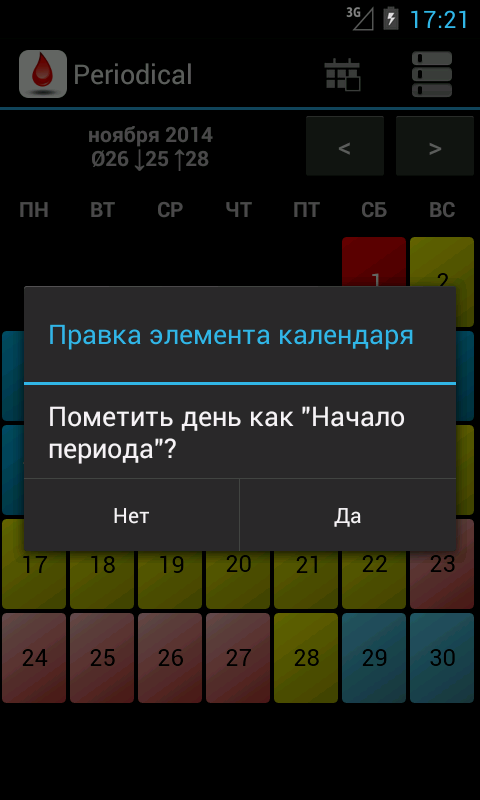 3G 17:21
Periodical
ноября 2014
Ø26 ↓25 ↑28
< >
ПН ВТ СР ЧТ ПТ СБ ВС
1 2
Правка элемента календаря
Пометить день как "Начало
периода"?
Нет Да
17 18 19 20 21 22 23
24 25 26 27 28 29 30